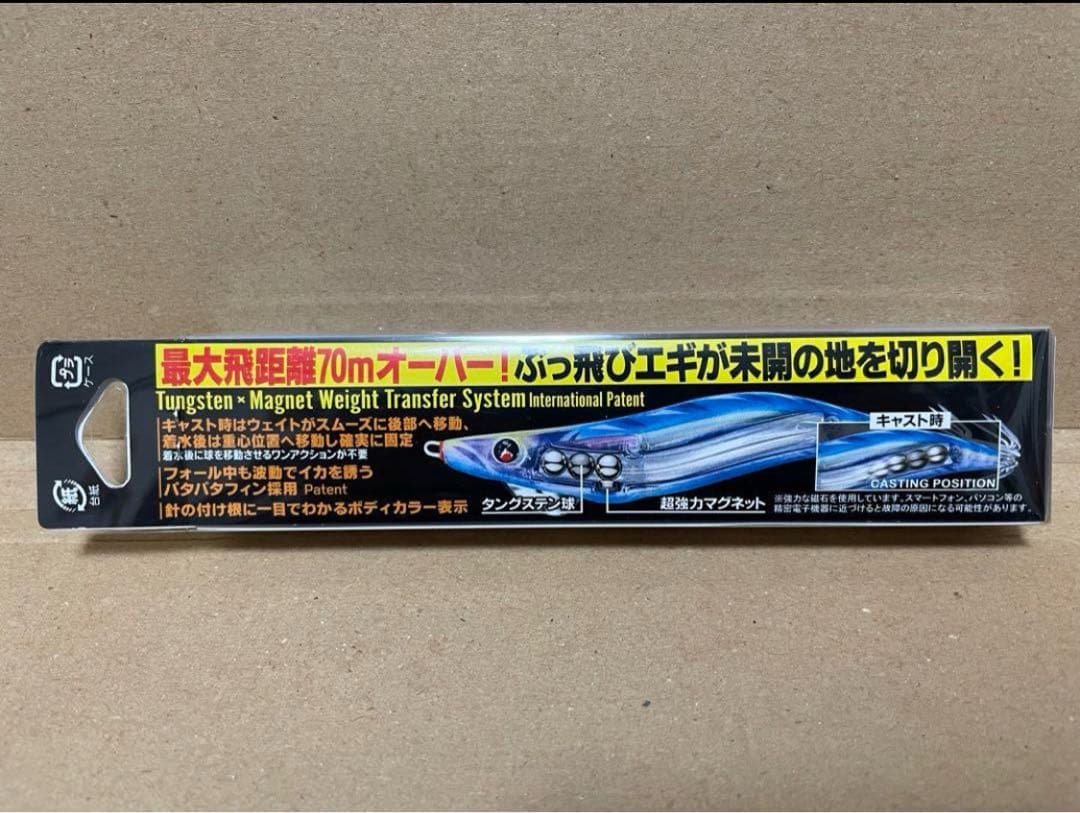 プラ
ケース
最大飛距離70mオーバー!ぶっ飛びエギが未開の地を切り開く!
Tungsten × Magnet Weight Transfer System International Patent
キャスト時はウェイトがスムーズに後部へ移動、
着水後は重心位置へ移動し確実に固定
着水後に球を移動させるワンアクションが不要
フォール中も波動でイカを誘う
パタパタフィン採用 Patent
針の付け根に一目でわかるボディカラー表示
キャスト時
CASTING POSITION
タングステン球
超強力マグネット
※強力な磁石を使用しています。スマートフォン、パソコン等の
精密電子機器に近づけると故障の原因になる可能性があります。
紙
台紙